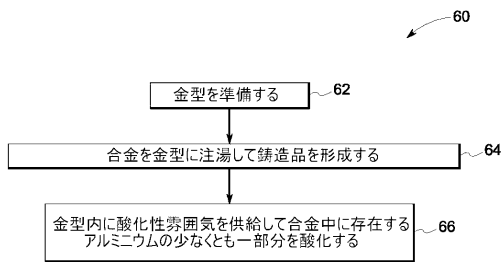 60
金型を準備する
62
合金を金型に注湯して鋳造品を形成する
64
金型内に酸化性雰囲気を供給して合金中に存在する
アルミニウムの少なくとも一部分を酸化する
66